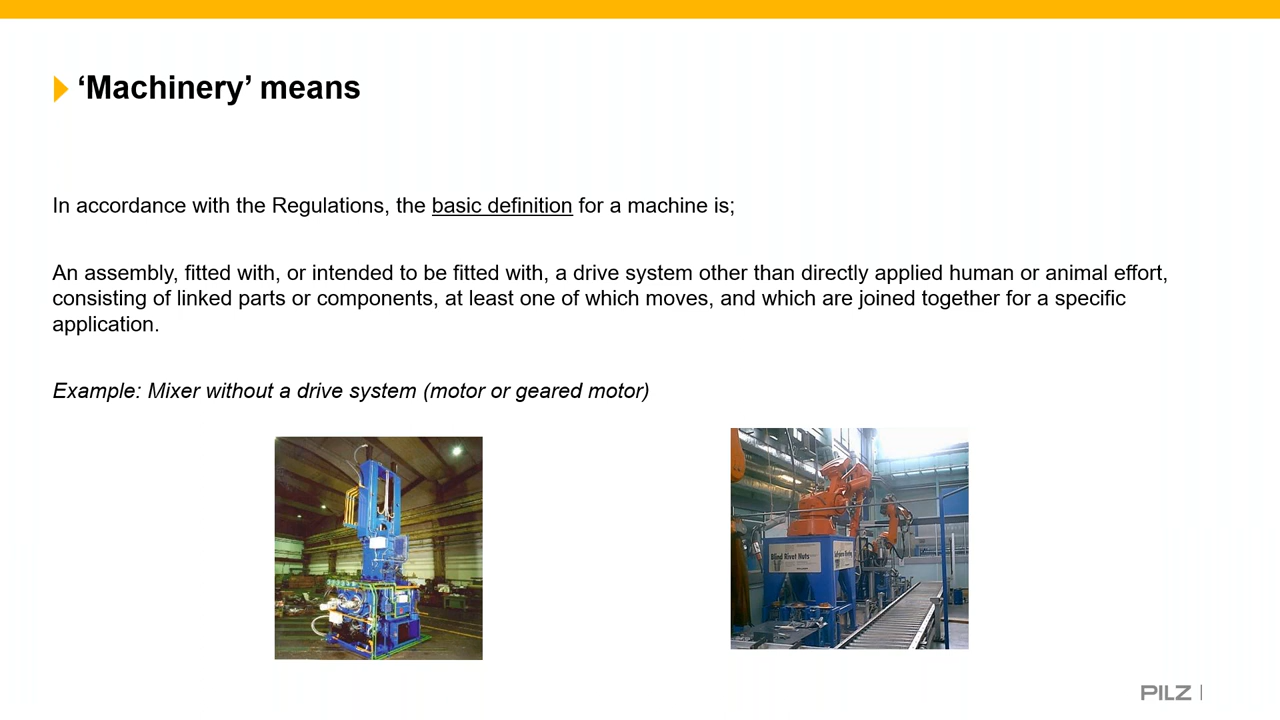 ‘Machinery’ means
In accordance with the Regulations, the basic definition for a machine is;
An assembly, fitted with, or intended to be fitted with, a drive system other than directly applied human or animal effort,
consisting of linked parts or components, at least one of which moves, and which are joined together for a specific
application.
Example: Mixer without a drive system (motor or geared motor)
Blind Rivet Nuts
PILZ